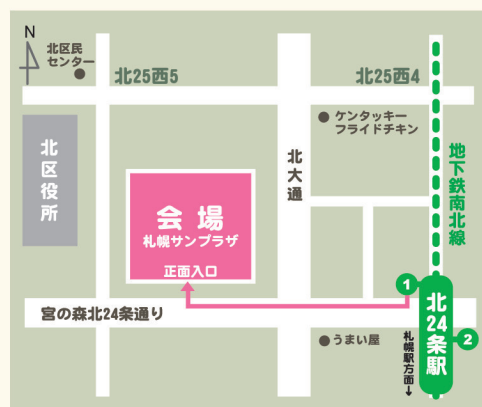 N
北区民
センター
北25西5
北25西4
ケンタッキー
フライドチキン
北区役所
北大通
地下鉄南北線
会場
札幌サンプラザ
正面入口
1
北24条駅
宮の森北24条通り
うまい屋
札幌駅方面↓
2